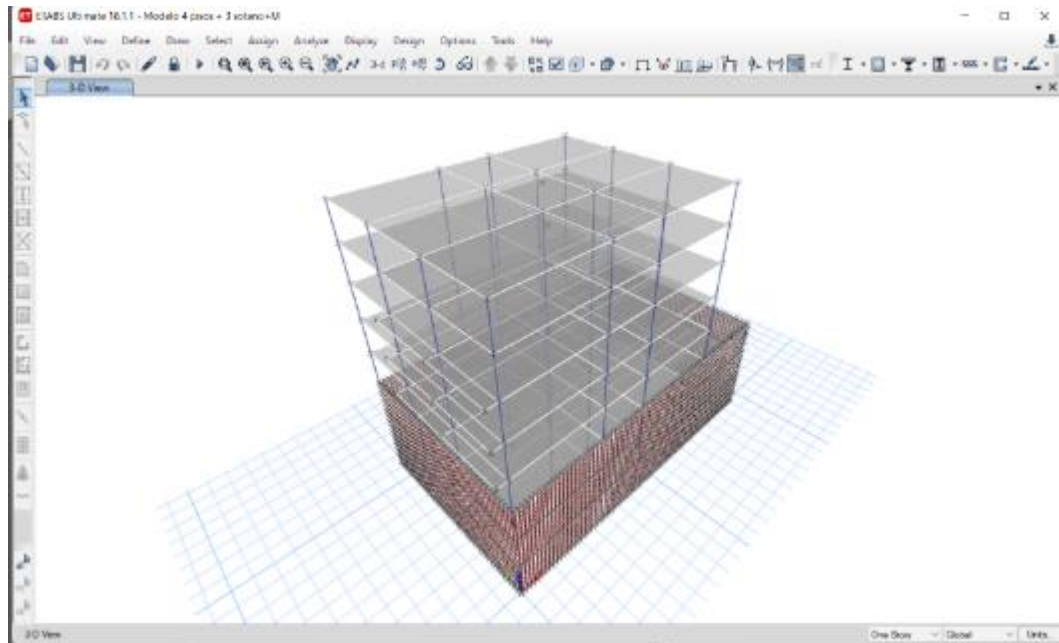 ETABS Ultimate 18.1.1 - Modelo 4 pisos + 3 sotano+M
File Edit View Define Draw Select Assign Analyze Display Design Options Tools Help
3-D View
3-D View One Story Global Units...